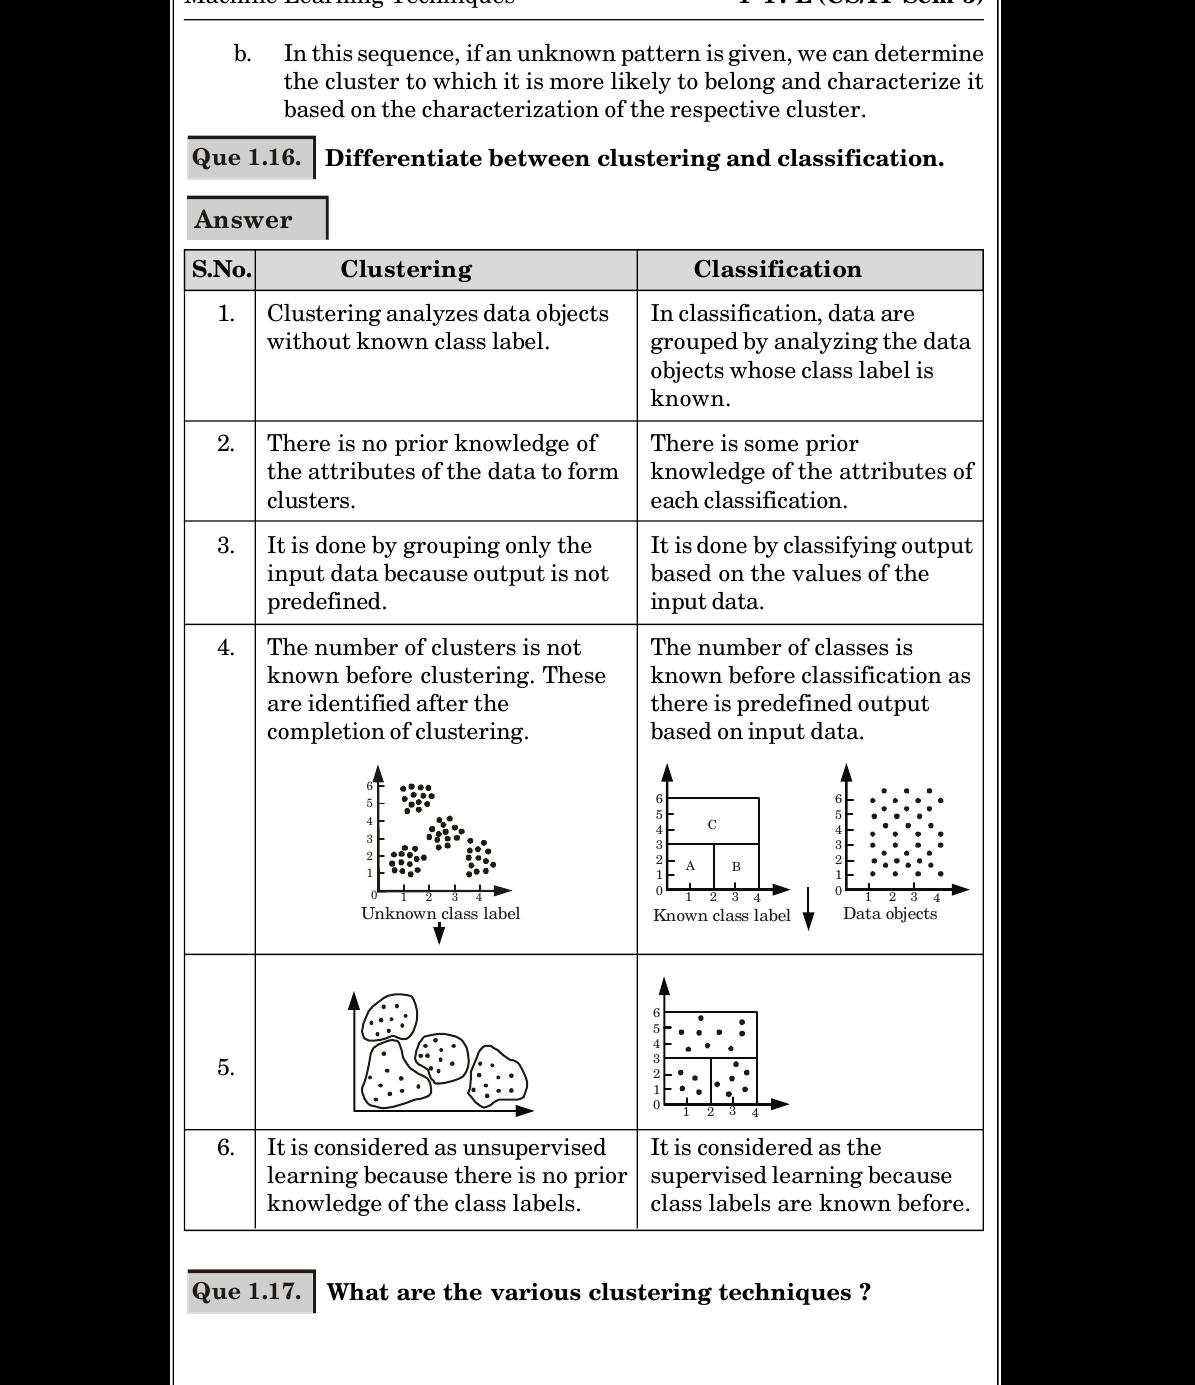 Machine Learning Techniques
b. In this sequence, if an unknown pattern is given, we can determine
the cluster to which it is more likely to belong and characterize it
based on the characterization of the respective cluster.
Que 1.16. Differentiate between clustering and classification.
Answer
S.No. Clustering Classification
1. Clustering analyzes data objects
without known class label.
In classification, data are
grouped by analyzing the data
objects whose class label is
known.
2. There is no prior knowledge of
the attributes of the data to form
clusters.
There is some prior
knowledge of the attributes of
each classification.
3. It is done by grouping only the
input data because output is not
predefined.
It is done by classifying output
based on the values of the
input data.
4. The number of clusters is not
known before clustering. These
are identified after the
completion of clustering.
The number of classes is
known before classification as
there is predefined output
based on input data.
6
5
4
3
2
1
0 1 2 3 4
Unknown class label
6
5
4
3
2
1
0 1 2 3 4
C
A B
Known class label
6
5
4
3
2
1
0 1 2 3 4
Data objects
5.
6
5
4
3
2
1
0 1 2 3 4
6. It is considered as unsupervised
learning because there is no prior
knowledge of the class labels.
It is considered as the
supervised learning because
class labels are known before.
Que 1.17. What are the various clustering techniques ?